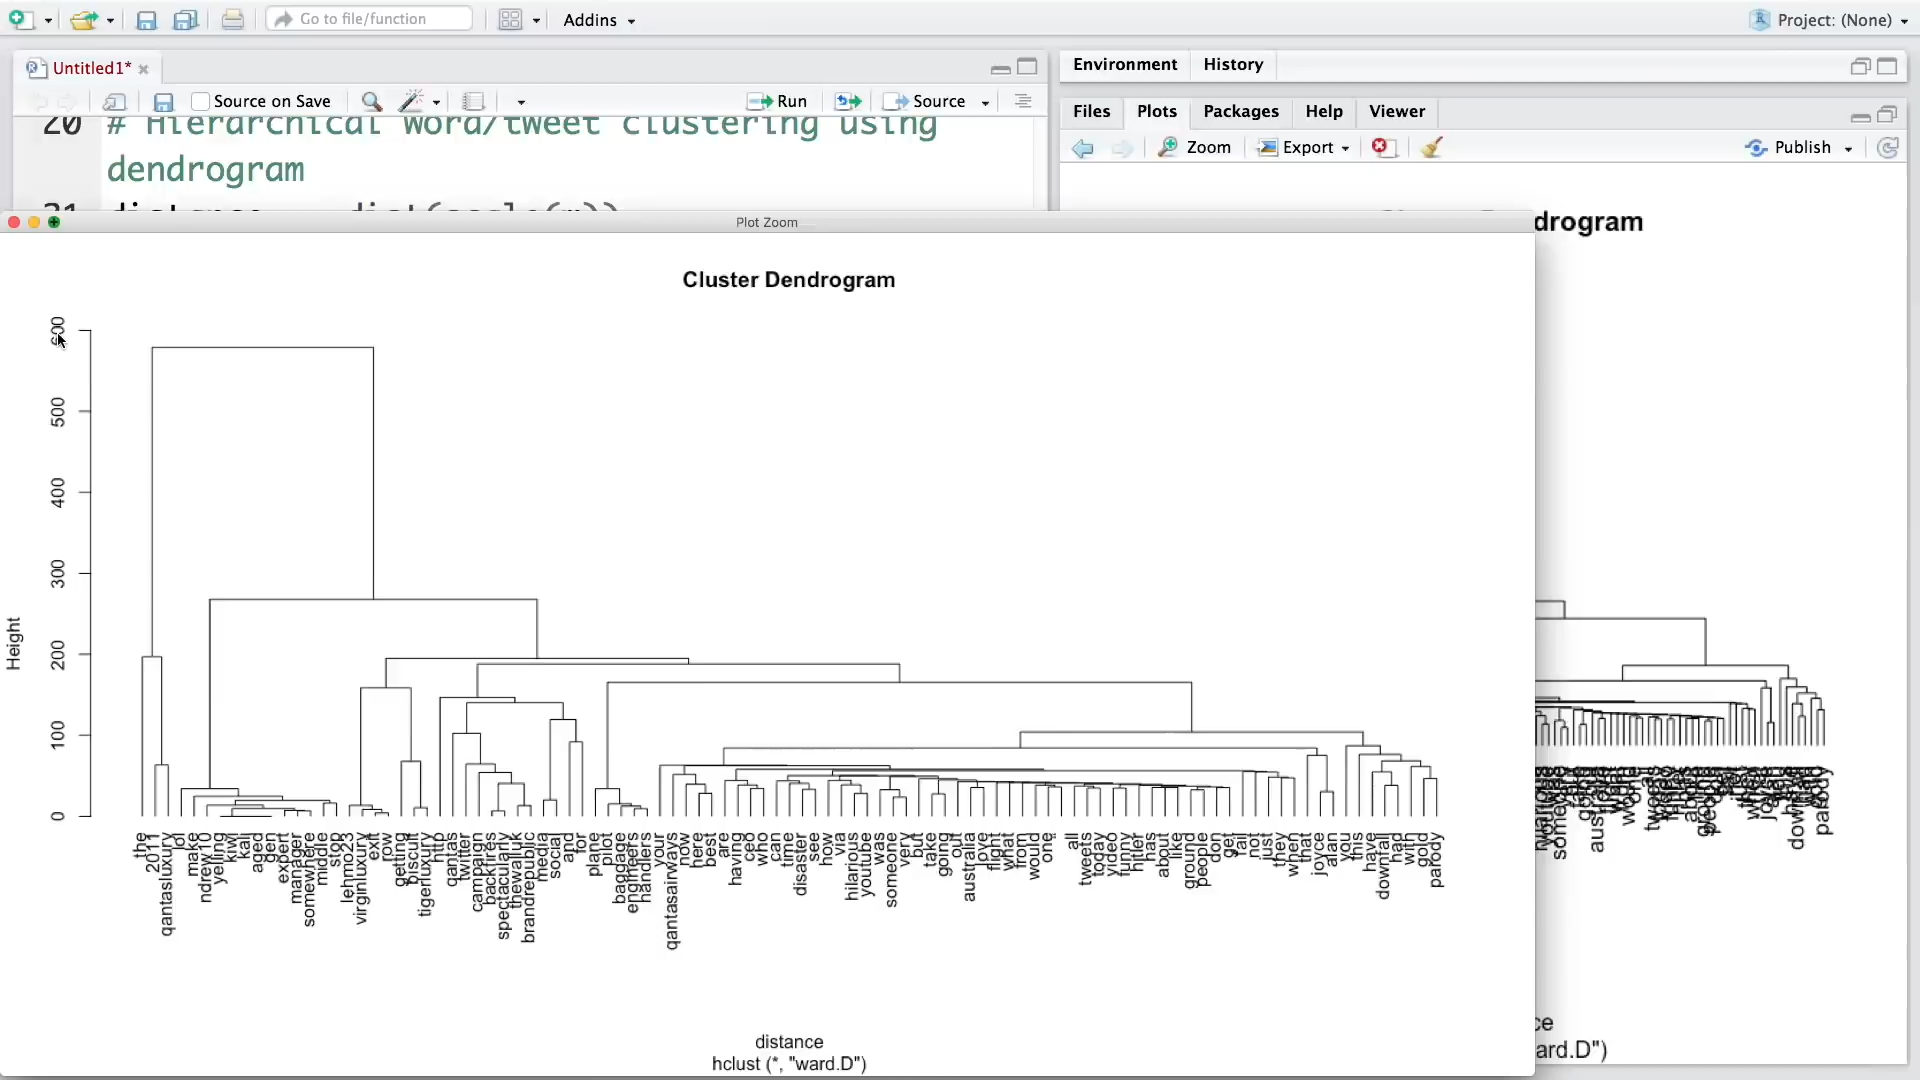 Go to file/function
Addins
Project: (None)
Untitled1*
Source on Save
Run
Source
20 # Hierarchical word/tweet clustering using
dendrogram
Environment
History
Files
Plots
Packages
Help
Viewer
Zoom
Export
Publish
Plot Zoom
drogram
Cluster Dendrogram
Height
600
500
400
300
200
100
0
the
2011
qantasluxury
lol
make
ndrew10
yelling
kiwi
kali
aged
gen
expert
manager
somewhere
middle
stop
lehmo23
virginluxury
exit
row
getting
biscuit
tigerluxury
http
qantas
twitter
campaign
backfires
spectacularly
thewalluk
brandrepublic
media
social
and
for
plane
pilot
baggage
engineers
handlers
your
qantasairways
now
here
best
are
having
ceo
who
can
time
disaster
see
how
via
hilarious
youtube
was
someone
very
but
take
going
out
australia
love
flight
what
from
would
one
all
tweets
today
video
funny
hitler
has
about
like
ground
people
don
get
fail
not
just
they
when
that
joyce
alan
you
this
have
downfall
had
with
gold
parody
distance
hclust (*, "ward.D")
ce
ard.D")